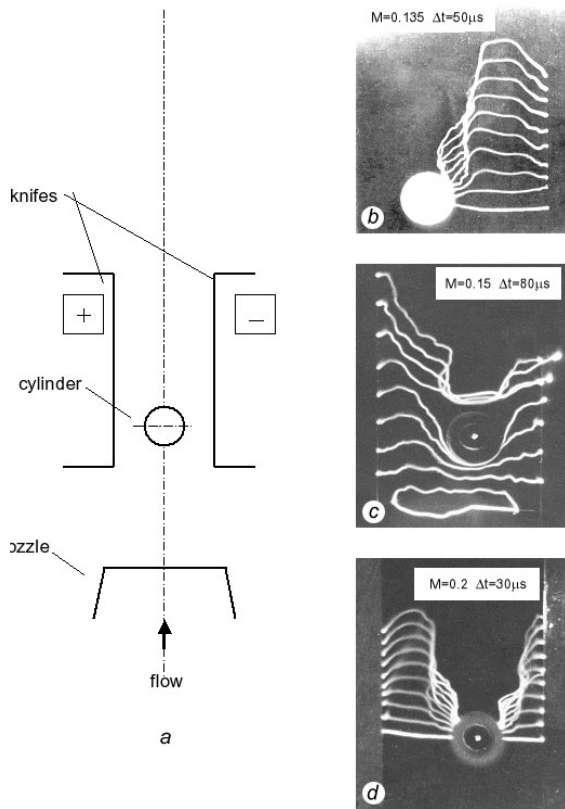 knifes
+
–
cylinder
ozzle
flow
a
M=0.135 Δt=50μs
b
M=0.15 Δt=80μs
c
M=0.2 Δt=30μs
d